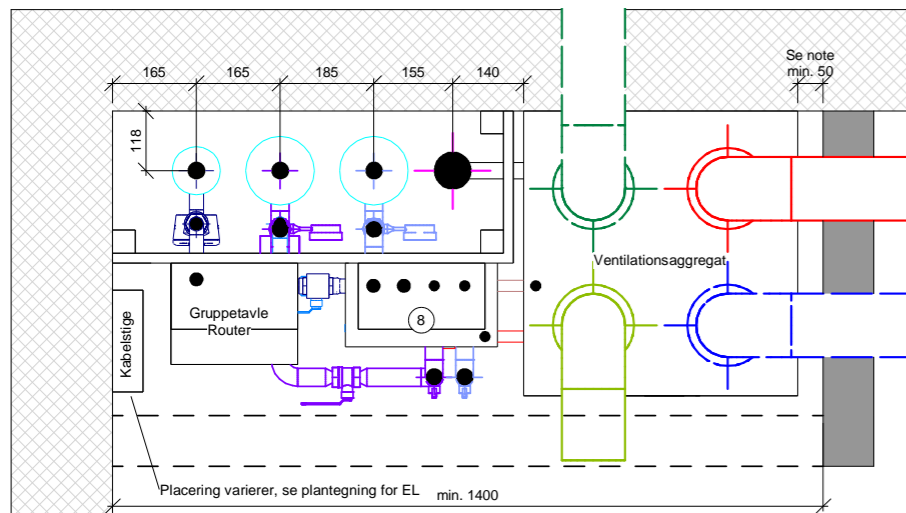 165
165
185
155
140
Se note
min. 50
118
Ventilationsaggregat
Gruppetavle
Router
8
Kabelstige
Placering varierer, se plantegning for EL
min. 1400